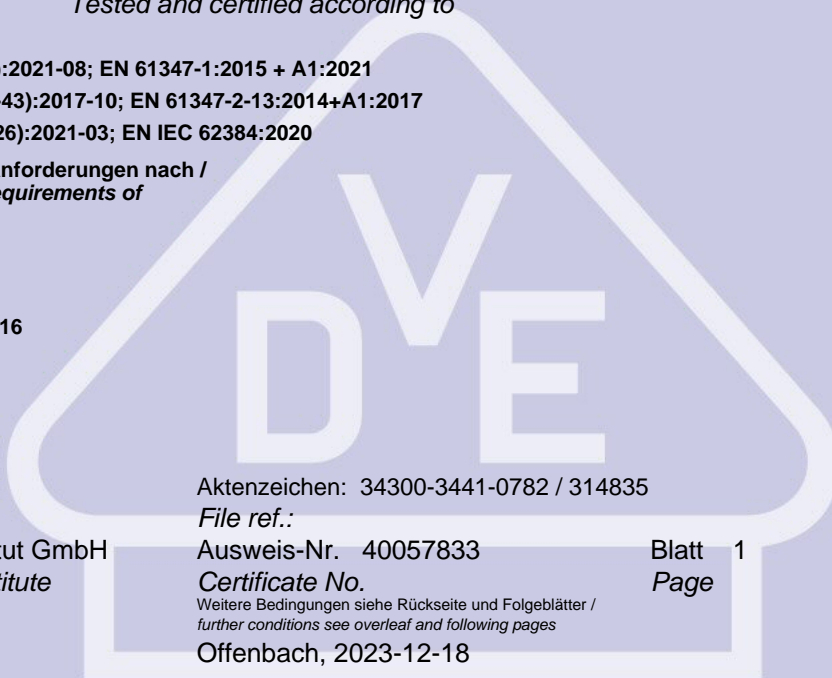 Tested and certified according to
):2021-08; EN 61347-1:2015 + A1:2021
-43):2017-10; EN 61347-2-13:2014+A1:2017
26):2021-03; EN IEC 62384:2020
nforderungen nach /
equirements of
16
DVE
Aktenzeichen: 34300-3441-0782 / 314835
File ref.:
tut GmbH Ausweis-Nr. 40057833 Blatt 1
titute Certificate No. Page
Weitere Bedingungen siehe Rückseite und Folgeblätter /
further conditions see overleaf and following pages
Offenbach, 2023-12-18